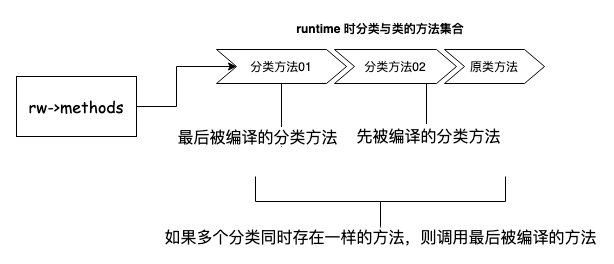 runtime 时分类与类的方法集合
rw->methods
分类方法01
分类方法02
原类方法
最后被编译的分类方法
先被编译的分类方法
如果多个分类同时存在一样的方法，则调用最后被编译的方法